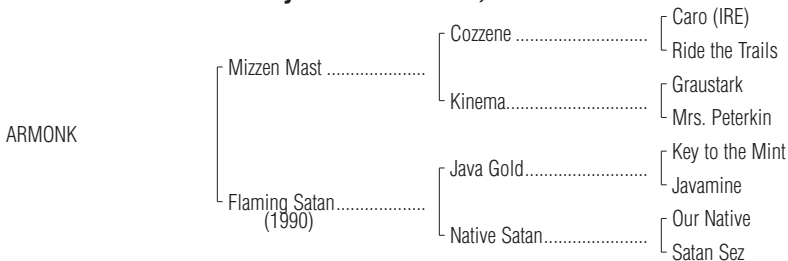 Caro (IRE)
Cozzene ............................
Ride the Trails
Mizzen Mast .....................
Graustark
Kinema..............................
Mrs. Peterkin
ARMONK
Key to the Mint
Java Gold..........................
Javamine
Flaming Satan...................
(1990)
Our Native
Native Satan......................
Satan Sez